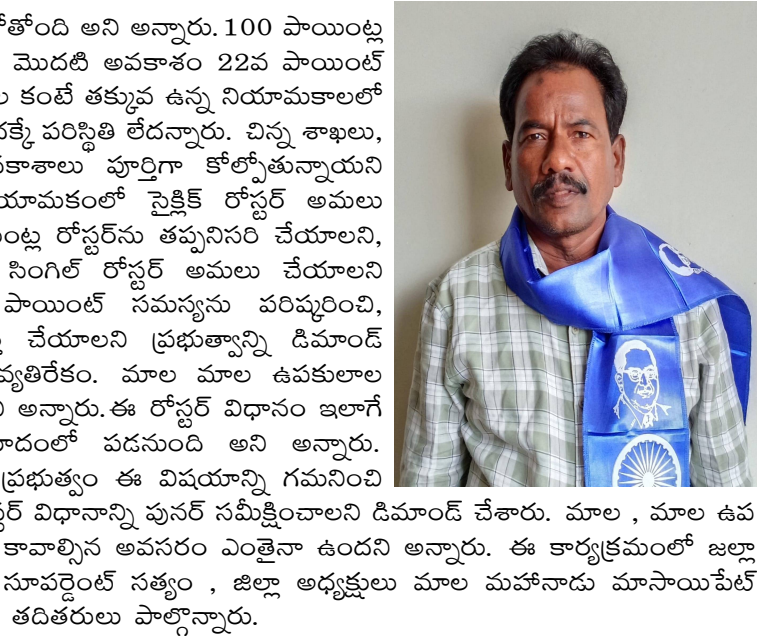 అని అన్నారు. 100 పాయింట్ల
మొదటి అవకాశం 22వ పాయింట్
కంటే తక్కువ ఉన్న నియామకాలలో
పరిస్థితి లేదన్నారు. చిన్న శాఖలు,
పూర్తిగా కోల్పోతున్నాయని
సైక్లిక్ రోస్టర్ అమలు
రోస్టర్‌ను తప్పనిసరి చేయాలని,
సింగిల్ రోస్టర్ అమలు చేయాలని
పాయింట్ సమస్యను పరిష్కరించి,
చేయాలని ప్రభుత్వాన్ని డిమాండ్
వ్యతిరేకం. మాల మాల ఉపకులాల
అన్నారు.ఈ రోస్టర్ విధానం ఇలాగే
పడనుంది అని అన్నారు.
ప్రభుత్వం ఈ విషయాన్ని గమనించి
విధానాన్ని పునర్ సమీక్షించాలని డిమాండ్ చేశారు. మాల , మాల ఉప
కావాల్సిన అవసరం ఎంతైనా ఉందని అన్నారు. ఈ కార్యక్రమంలో జల్లా
సూపర్డెంట్ సత్యం , జిల్లా అధ్యక్షులు మాల మహానాడు మాసాయిపేట్
తదితరులు పాల్గొన్నారు.